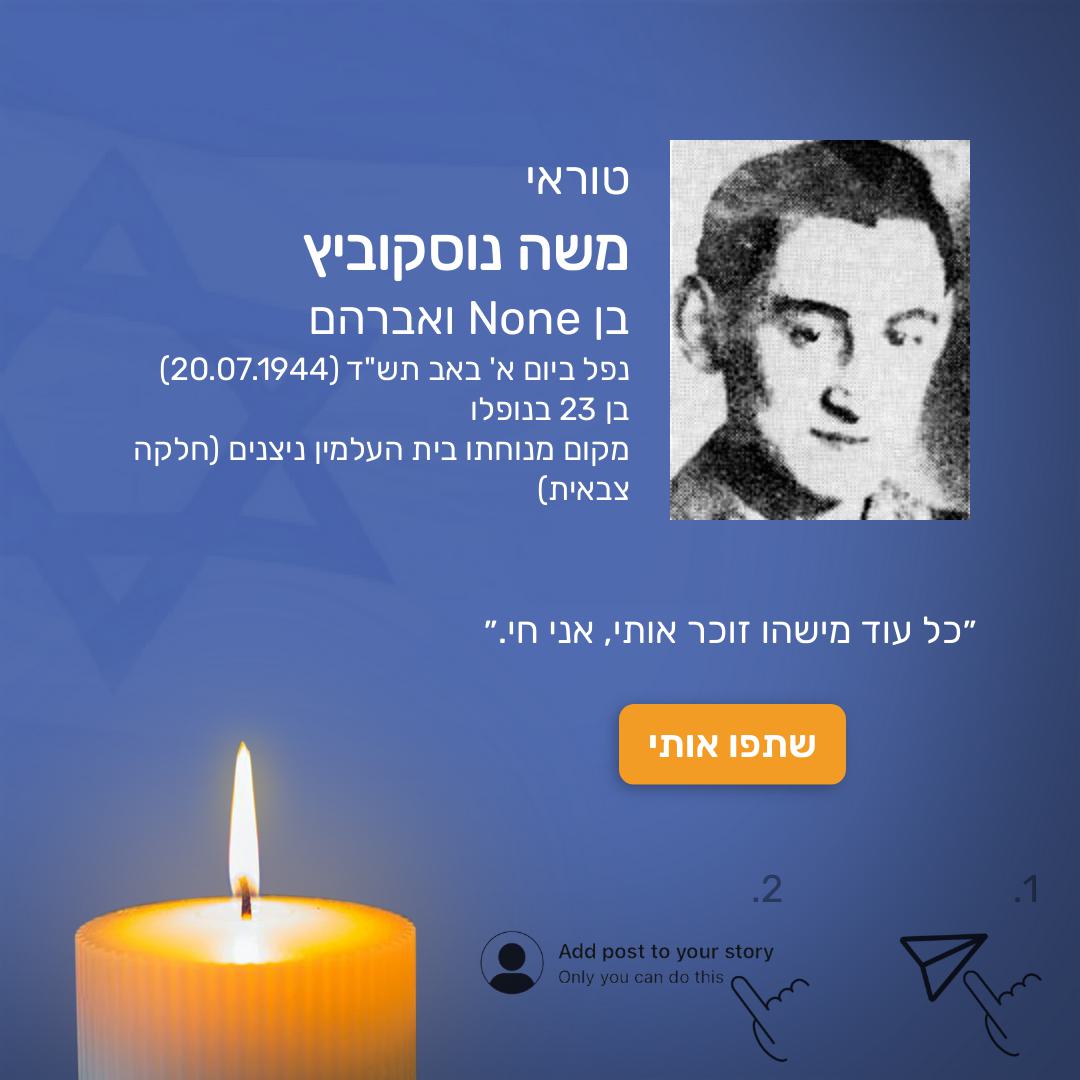 טוראי
משה נוסקוביץ
בן None ואברהם
נפל ביום א' באב תש"ד (20.07.1944)
בן 23 בנופלו
מקום מנוחתו בית העלמין ניצנים (חלקה
צבאית)
״כל עוד מישהו זוכר אותי, אני חי.״
שתפו אותי
.1
.2
Add post to your story
Only you can do this